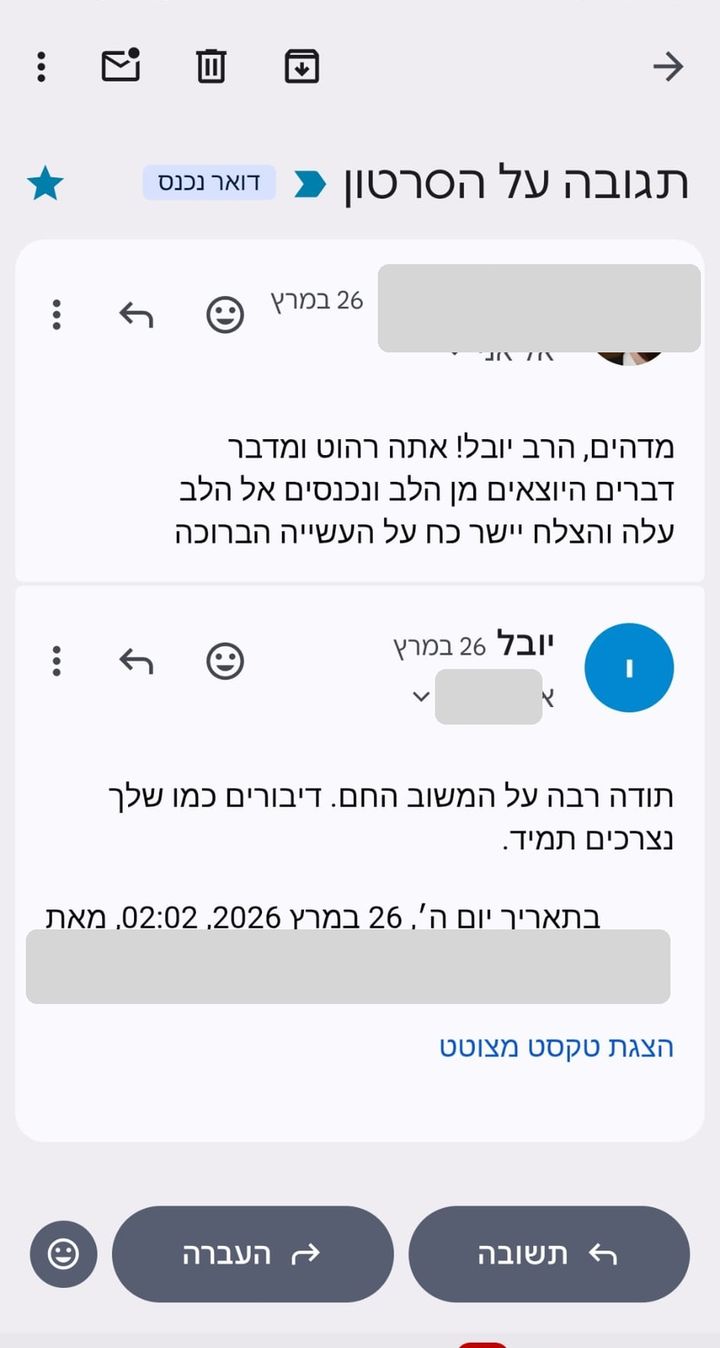 תגובה על הסרטון
דואר נכנס
26 במרץ
אל אני
מדהים, הרב יובל! אתה רהוט ומדבר
דברים היוצאים מן הלב ונכנסים אל הלב
עלה והצלח יישר כח על העשייה הברוכה
י
יובל 26 במרץ
תודה רבה על המשוב החם. דיבורים כמו שלך
נצרכים תמיד.
בתאריך יום ה׳, 26 במרץ 2026, 02:02, מאת
הצגת טקסט מצוטט
תשובה
העברה